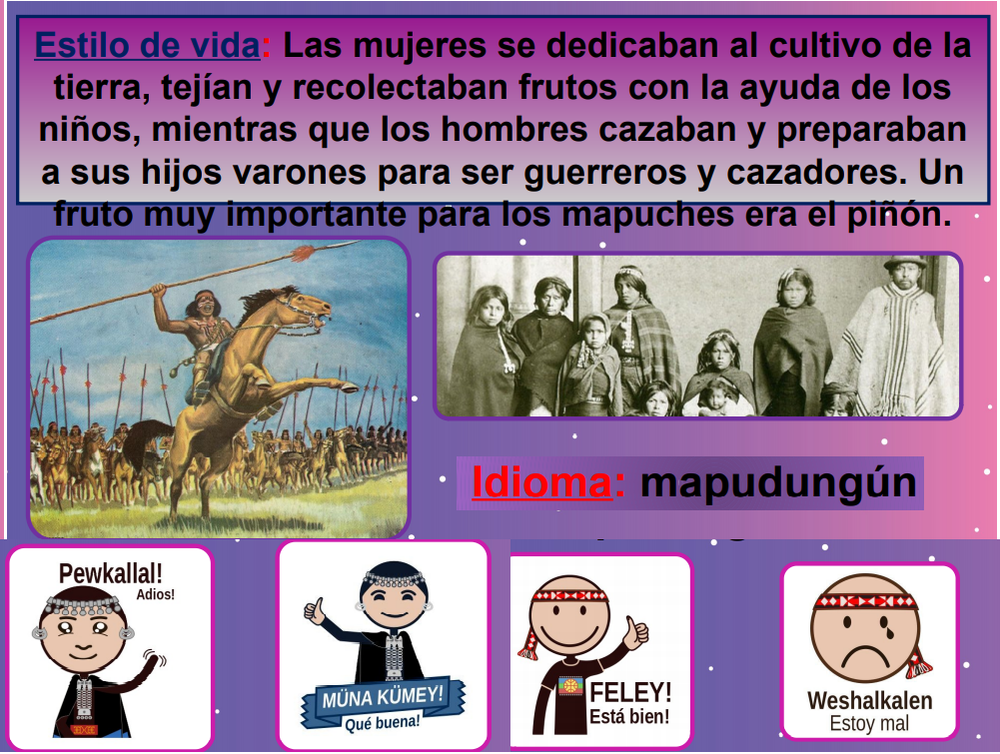 Estilo de vida: Las mujeres se dedicaban al cultivo de la
tierra, tejían y recolectaban frutos con la ayuda de los
niños, mientras que los hombres cazaban y preparaban
a sus hijos varones para ser guerreros y cazadores. Un
fruto muy importante para los mapuches era el piñón.
Idioma: mapudungún
Pewkallal!
Adios!
MÜNA KÜMEY!
Qué buena!
FELEY!
Está bien!
Weshalkalen
Estoy mal